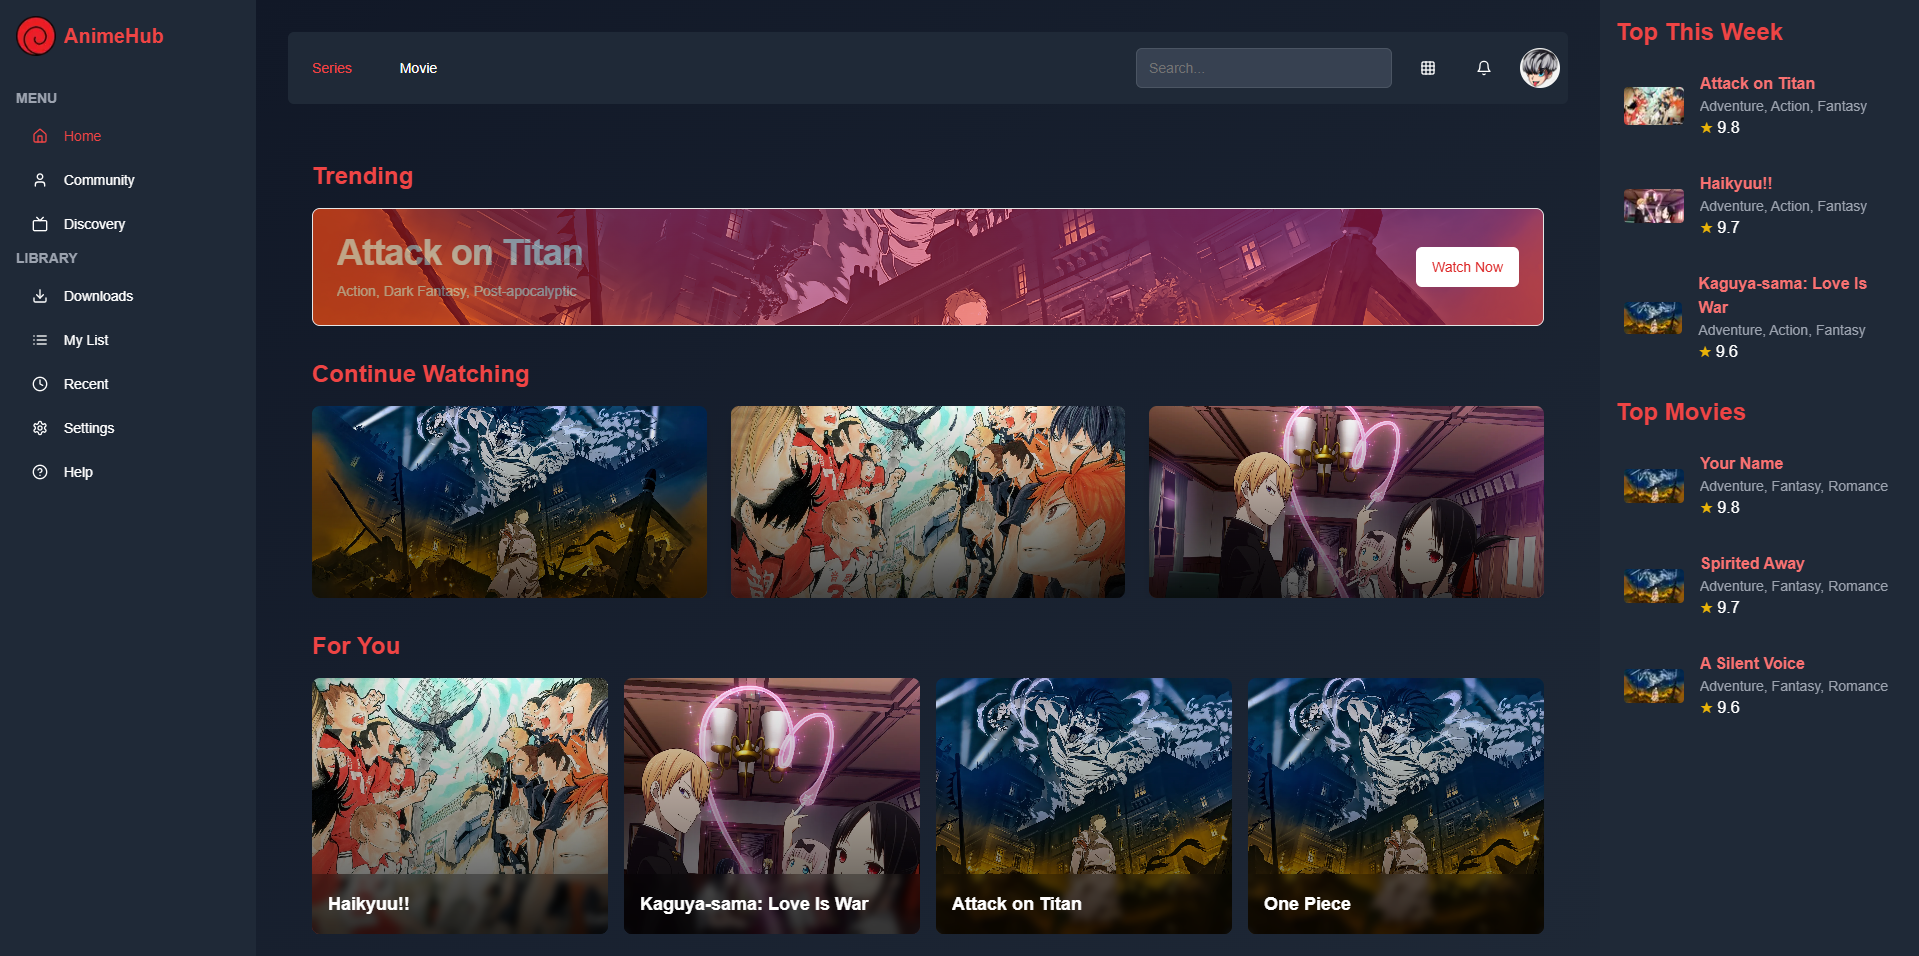 AnimeHub
MENU
Home
Community
Discovery
LIBRARY
Downloads
My List
Recent
Settings
Help
Series
Movie
Search...
Trending
Attack on Titan
Action, Dark Fantasy, Post-apocalyptic
Watch Now
Continue Watching
For You
Haikyuu!!
Kaguya-sama: Love Is War
Attack on Titan
One Piece
Top This Week
Attack on Titan
Adventure, Action, Fantasy
★ 9.8
Haikyuu!!
Adventure, Action, Fantasy
★ 9.7
Kaguya-sama: Love Is
War
Adventure, Action, Fantasy
★ 9.6
Top Movies
Your Name
Adventure, Fantasy, Romance
★ 9.8
Spirited Away
Adventure, Fantasy, Romance
★ 9.7
A Silent Voice
Adventure, Fantasy, Romance
★ 9.6